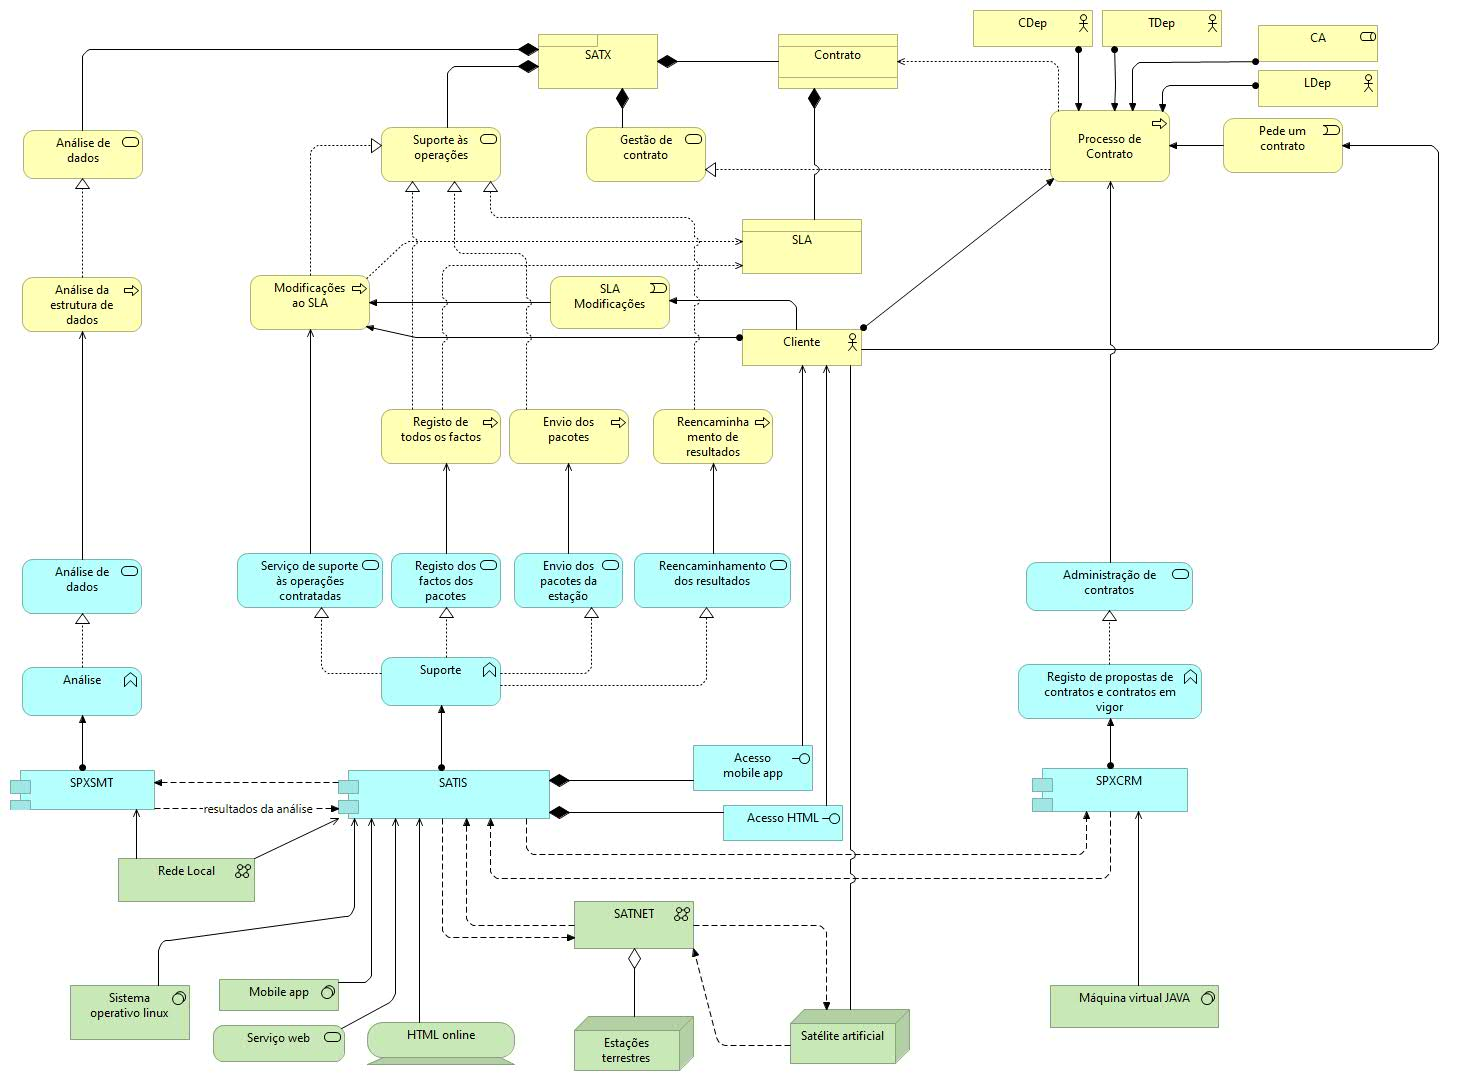 CDep
TDep
CA
SATX
Contrato
LDep
Análise de
dados
Suporte às
operações
Gestão de
contrato
Processo de
Contrato
Pede um
contrato
SLA
Análise da
estrutura de
dados
Modificações
ao SLA
SLA
Modificações
Cliente
Registo de
todos os factos
Envio dos
pacotes
Reencaminha
mento de
resultados
Análise de
dados
Serviço de suporte
às operações
contratadas
Registo dos
factos dos
pacotes
Envio dos
pacotes da
estação
Reencaminhamento
dos resultados
Administração de
contratos
Análise
Suporte
Registo de propostas de
contratos e contratos em
vigor
SPXSMT
SATIS
Acesso
mobile app
SPXCRM
resultados da análise
Acesso HTML
Rede Local
SATNET
Sistema
operativo linux
Mobile app
Máquina virtual JAVA
Serviço web
HTML online
Estações
terrestres
Satélite artificial